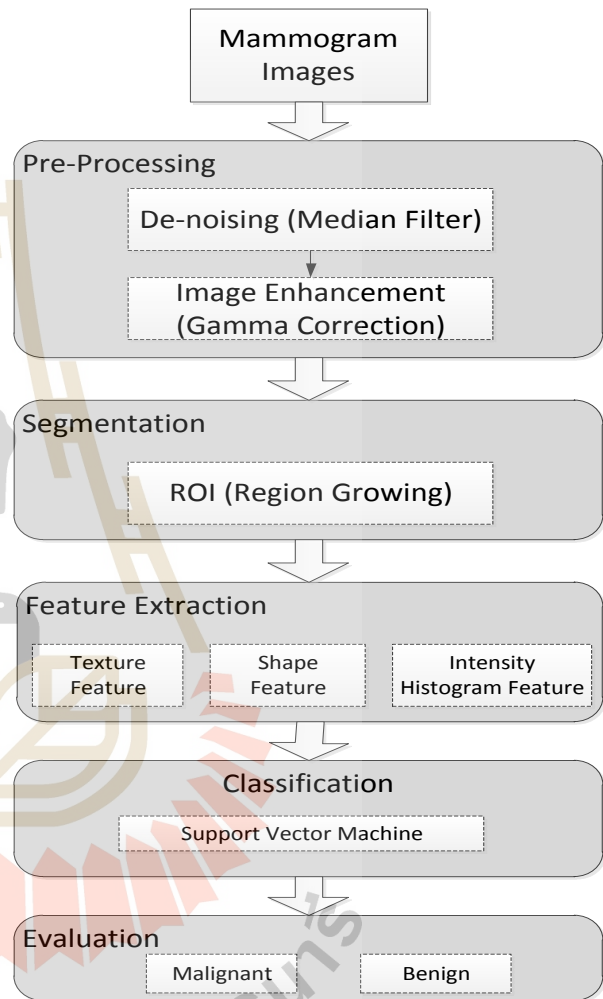 Mammogram
Images
Pre-Processing
De-noising (Median Filter)
Image Enhancement
(Gamma Correction)
Segmentation
ROI (Region Growing)
Feature Extraction
Texture
Feature
Shape
Feature
Intensity
Histogram Feature
Classification
Support Vector Machine
Evaluation
Malignant
Benign